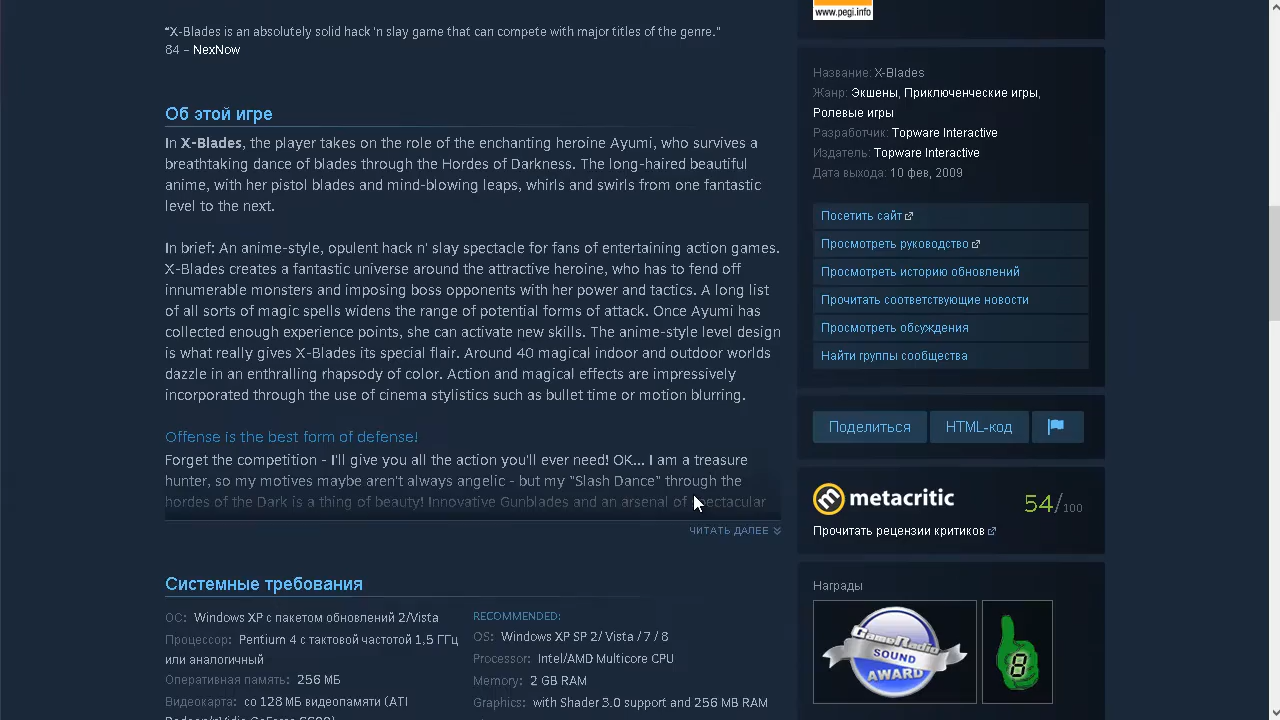 www.pegi.info
“X-Blades is an absolutely solid hack 'n slay game that can compete with major titles of the genre.”
84 – NexNow
Об этой игре
In X-Blades, the player takes on the role of the enchanting heroine Ayumi, who survives a
breathtaking dance of blades through the Hordes of Darkness. The long-haired beautiful
anime, with her pistol blades and mind-blowing leaps, whirls and swirls from one fantastic
level to the next.
In brief: An anime-style, opulent hack n' slay spectacle for fans of entertaining action games.
X-Blades creates a fantastic universe around the attractive heroine, who has to fend off
innumerable monsters and imposing boss opponents with her power and tactics. A long list
of all sorts of magic spells widens the range of potential forms of attack. Once Ayumi has
collected enough experience points, she can activate new skills. The anime-style level design
is what really gives X-Blades its special flair. Around 40 magical indoor and outdoor worlds
dazzle in an enthralling rhapsody of color. Action and magical effects are impressively
incorporated through the use of cinema stylistics such as bullet time or motion blurring.
Offense is the best form of defense!
Forget the competition - I'll give you all the action you'll ever need! OK... I am a treasure
hunter, so my motives maybe aren't always angelic - but my "Slash Dance" through the
hordes of the Dark is a thing of beauty! Innovative Gunblades and an arsenal of spectacular
ЧИТАТЬ ДАЛЕЕ
Системные требования
ОС: Windows XP с пакетом обновлений 2/Vista
Процессор: Pentium 4 с тактовой частотой 1,5 ГГц
или аналогичный
Оперативная память: 256 МБ
Видеокарта: со 128 МБ видеопамяти (ATI
RECOMMENDED:
OS: Windows XP SP 2/ Vista / 7 / 8
Processor: Intel/AMD Multicore CPU
Memory: 2 GB RAM
Graphics: with Shader 3.0 support and 256 MB RAM
Название: X-Blades
Жанр: Экшены, Приключенческие игры,
Ролевые игры
Разработчик: Topware Interactive
Издатель: Topware Interactive
Дата выхода: 10 фев, 2009
Посетить сайт
Просмотреть руководство
Просмотреть историю обновлений
Прочитать соответствующие новости
Просмотреть обсуждения
Найти группы сообщества
Поделиться HTML-код
metacritic 54/100
Прочитать рецензии критиков
Награды
GameRadio
SOUND
AWARD
8